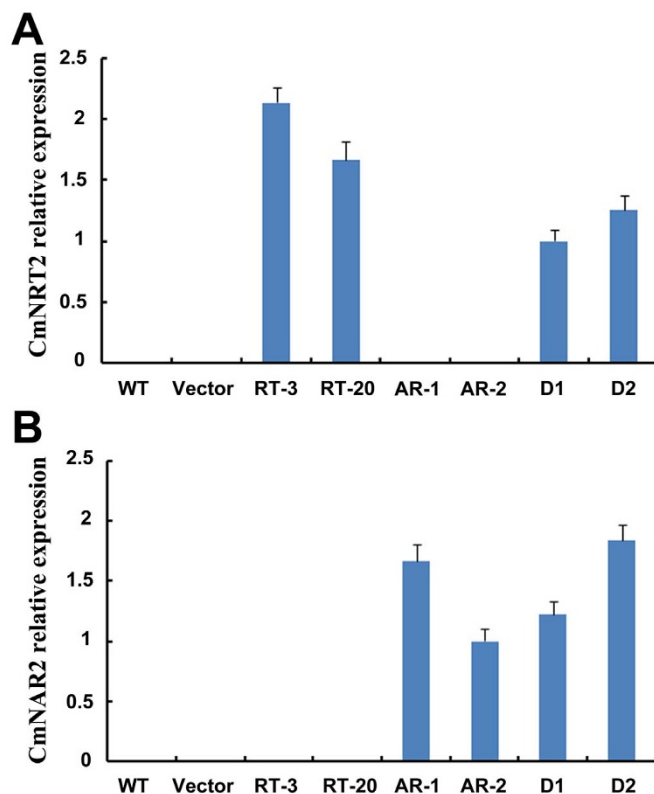 A
CmNRT2 relative expression
2.5
2
1.5
1
0.5
0
WT Vector RT-3 RT-20 AR-1 AR-2 D1 D2
B
CmNAR2 relative expression
2.5
2
1.5
1
0.5
0
WT Vector RT-3 RT-20 AR-1 AR-2 D1 D2